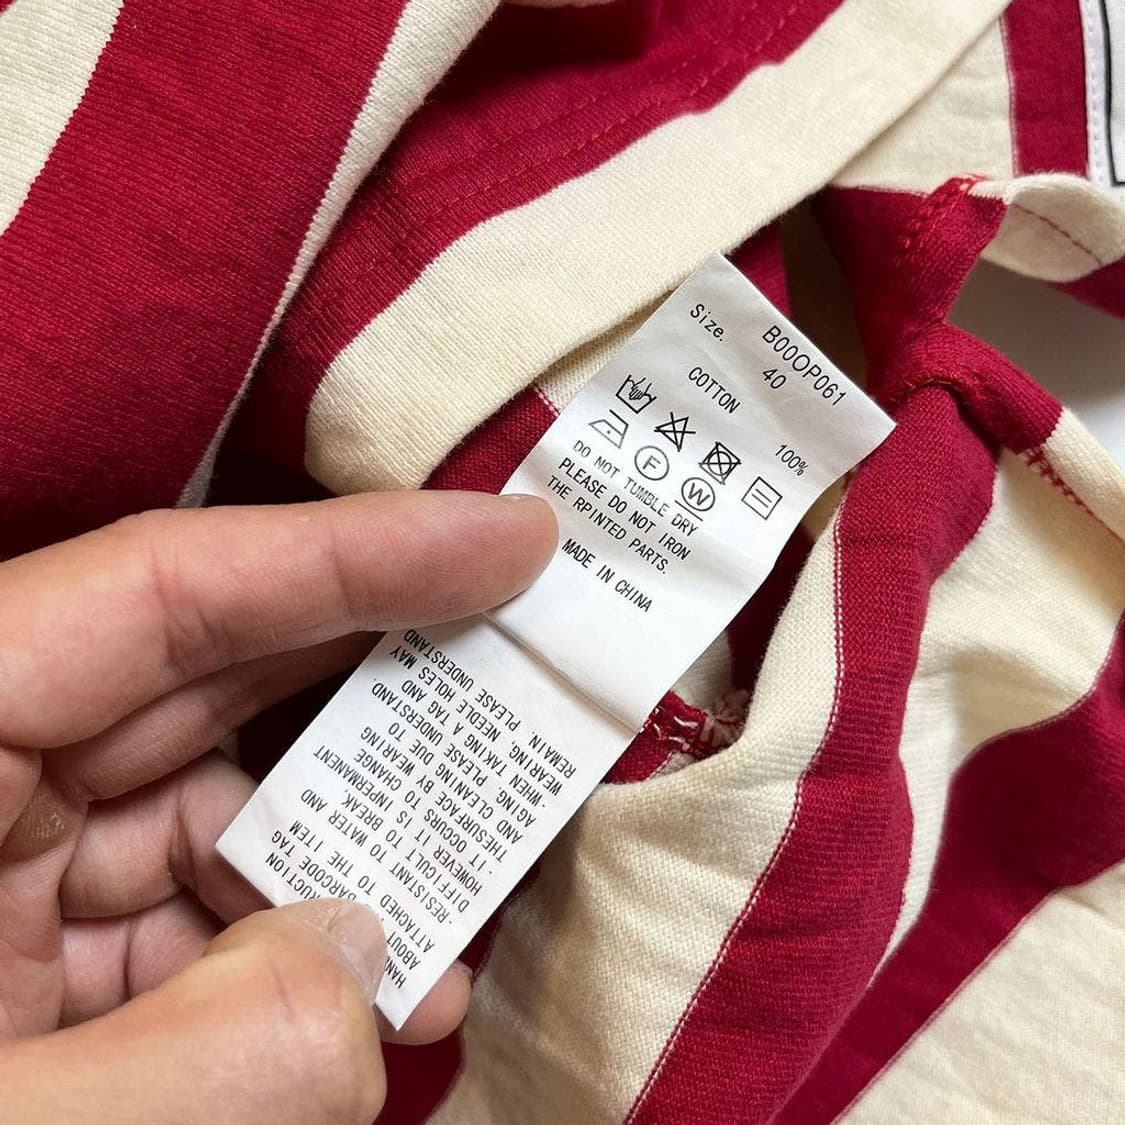 B00OP061
Size. 40
COTTON 100%
F
W
DO NOT TUMBLE DRY
PLEASE DO NOT IRON
THE RPINTED PARTS.
MADE IN CHINA
ABOUT BARCODE TAG
ATTACHED TO THE ITEM
-RESISTANT TO WATER AND
DIFFICULT TO BREAK.
HOWEVER IT IS INPERMANENT
IT OCCURS TO CHANGE
THESURFACE BY WEARING
AND CLEANING DUE TO
AGING, PLEASE UNDERSTAND.
-WHEN TAKING A TAG AND
WEARING, NEEDLE HOLES MAY
REMAIN, PLEASE UNDERSTAND